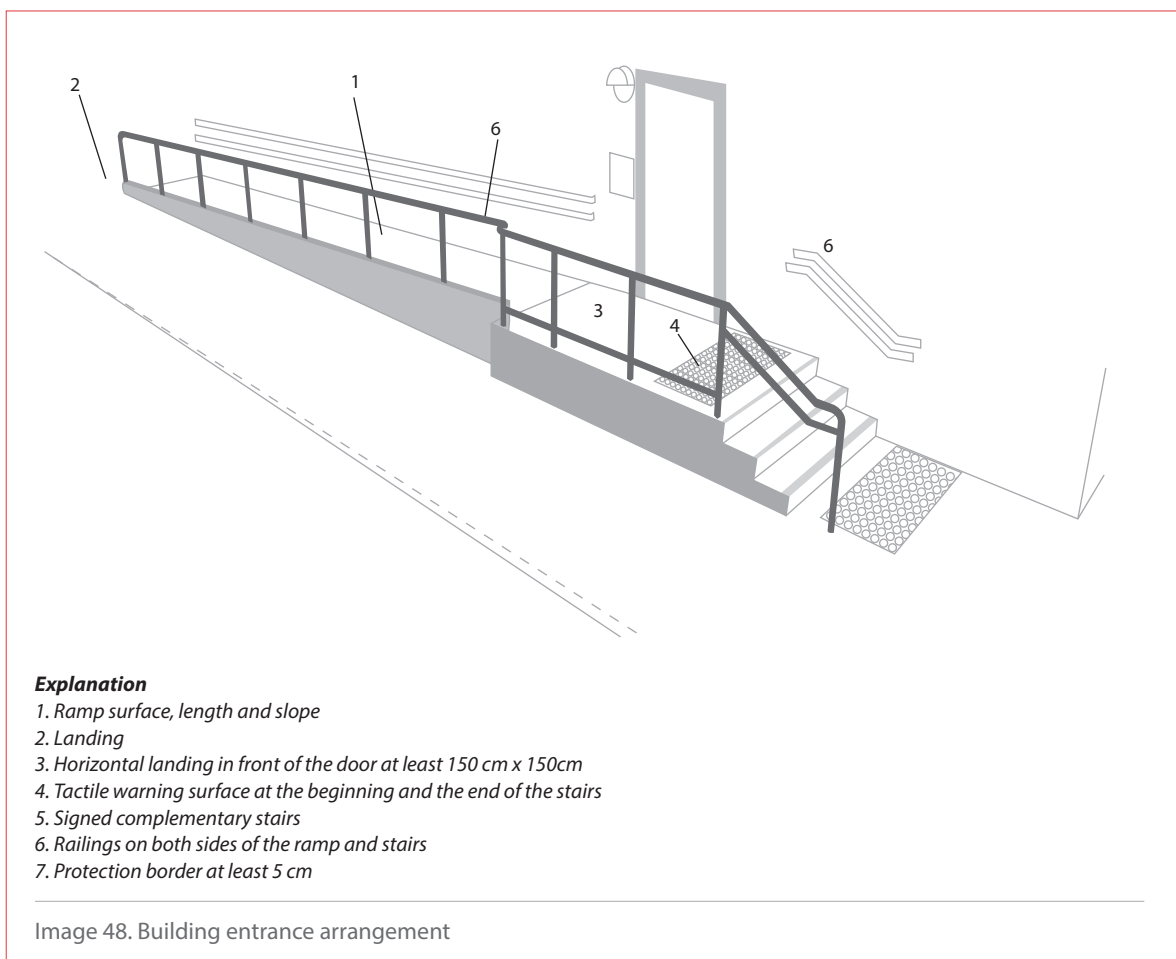 2
1
6
6
3
4
Explanation
1. Ramp surface, length and slope
2. Landing
3. Horizontal landing in front of the door at least 150 cm x 150cm
4. Tactile warning surface at the beginning and the end of the stairs
5. Signed complementary stairs
6. Railings on both sides of the ramp and stairs
7. Protection border at least 5 cm
Image 48. Building entrance arrangement